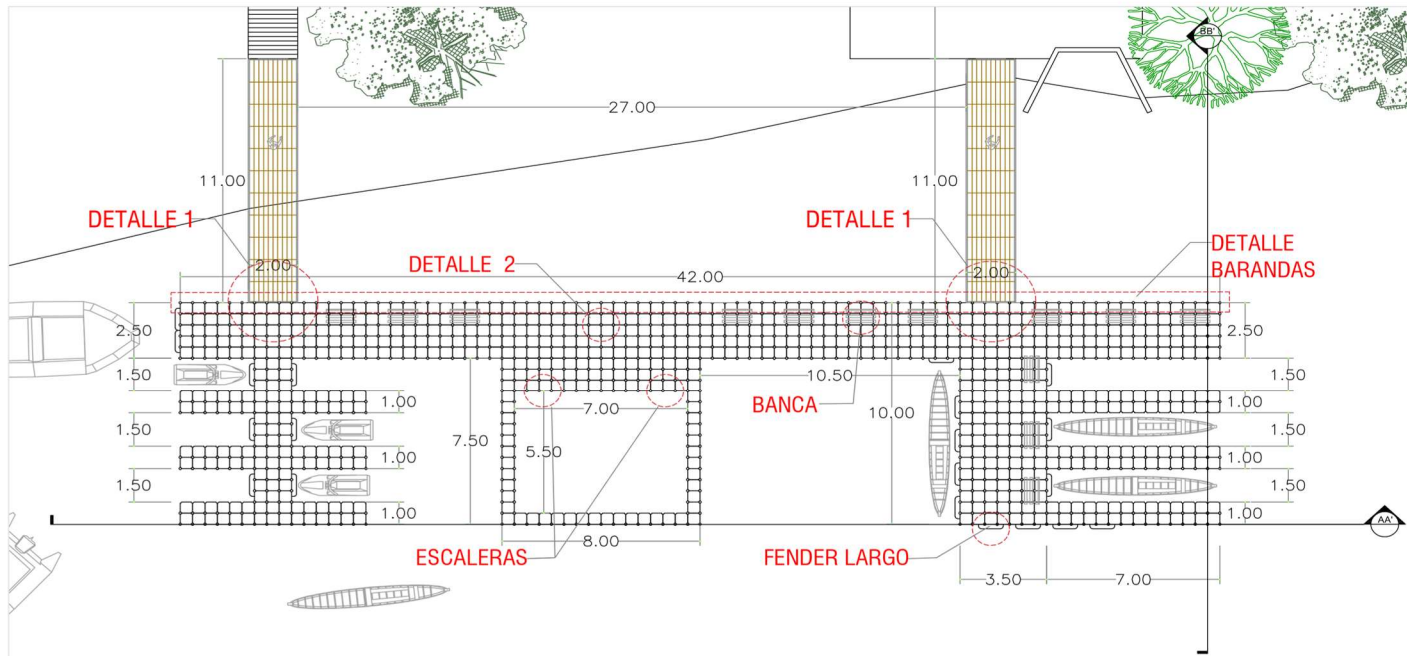 BB'
27.00
11.00
11.00
DETALLE 1
DETALLE 1
DETALLE
BARANDAS
2.00
DETALLE 2
42.00
2.00
2.50
2.50
1.50
10.50
1.50
BANCA
10.00
1.00
7.00
1.00
1.50
7.50
5.50
1.50
1.00
1.00
1.50
1.50
1.00
1.00
AA'
ESCALERAS
8.00
FENDER LARGO
3.50
7.00